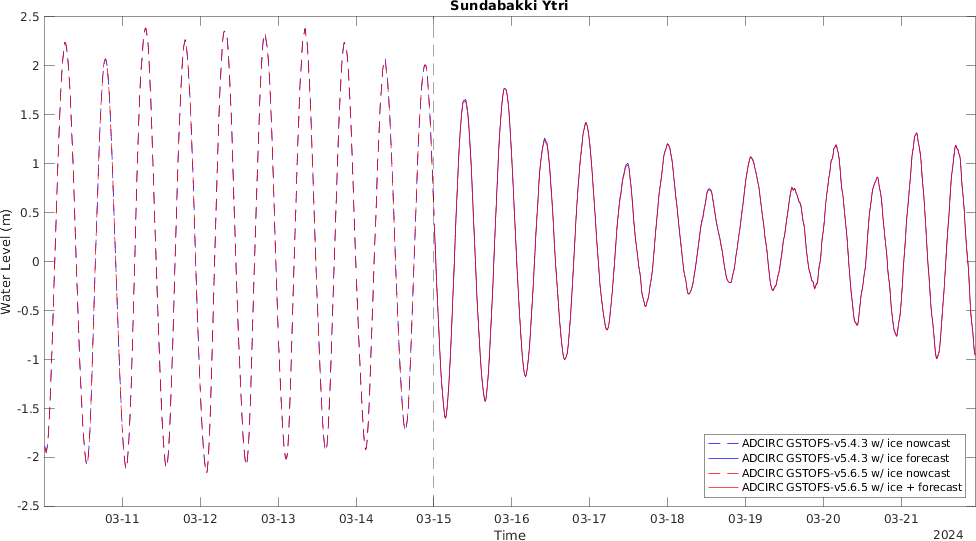 Sundabakki Ytri
2.5
2
1.5
1
0.5
0
-0.5
-1
-1.5
-2
-2.5
Water Level (m)
ADCIRC GSTOFS-v5.4.3 w/ ice nowcast
ADCIRC GSTOFS-v5.4.3 w/ ice forecast
ADCIRC GSTOFS-v5.6.5 w/ ice nowcast
ADCIRC GSTOFS-v5.6.5 w/ ice + forecast
03-11 03-12 03-13 03-14 03-15 03-16 03-17 03-18 03-19 03-20 03-21
Time
2024